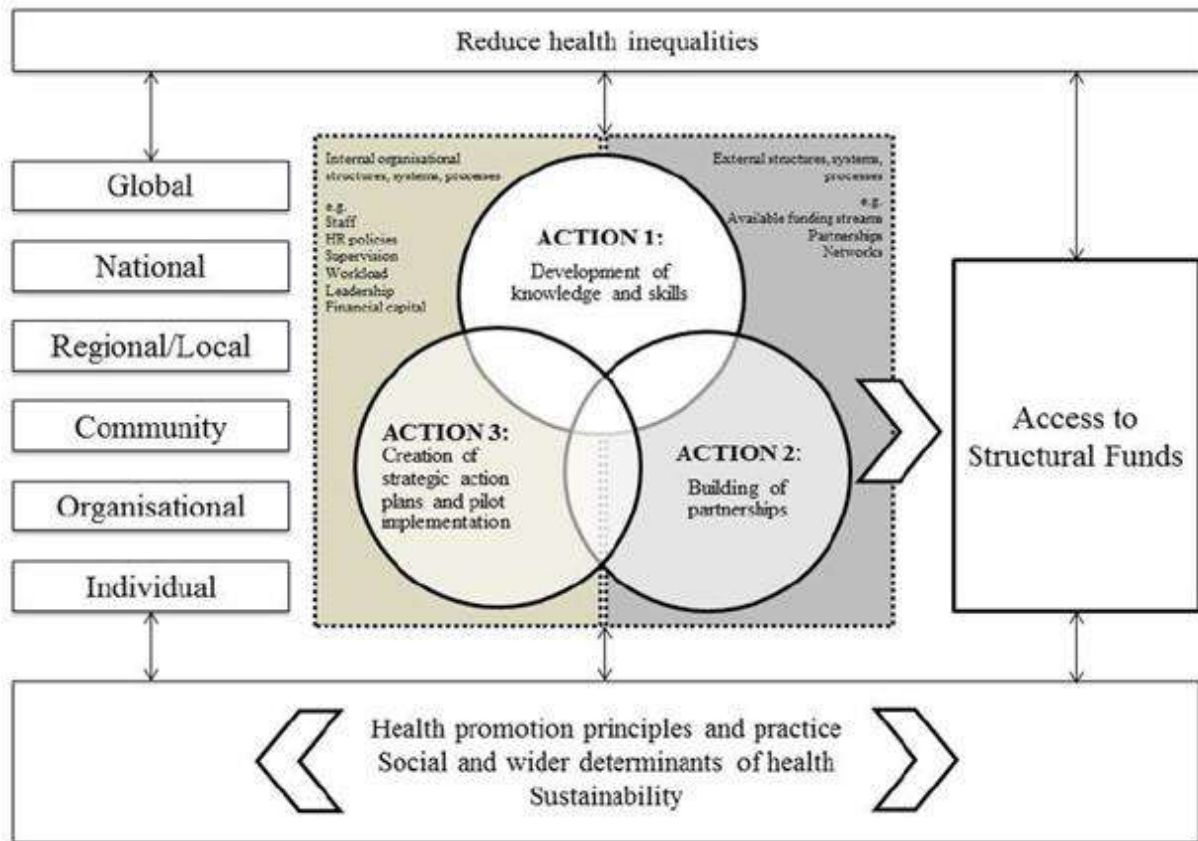 Reduce health inequalities
Global
National
Regional/Local
Community
Organisational
Individual
Internal organisational
structures, systems, processes
e.g.
Staff
HR policies
Supervision
Workload
Leadership
Financial capital
External structures, systems,
processes
e.g.
Available funding streams
Partnerships
Networks
ACTION 1:
Development of
knowledge and skills
ACTION 3:
Creation of
strategic action
plans and pilot
implementation
ACTION 2:
Building of
partnerships
Access to
Structural Funds
Health promotion principles and practice
Social and wider determinants of health
Sustainability